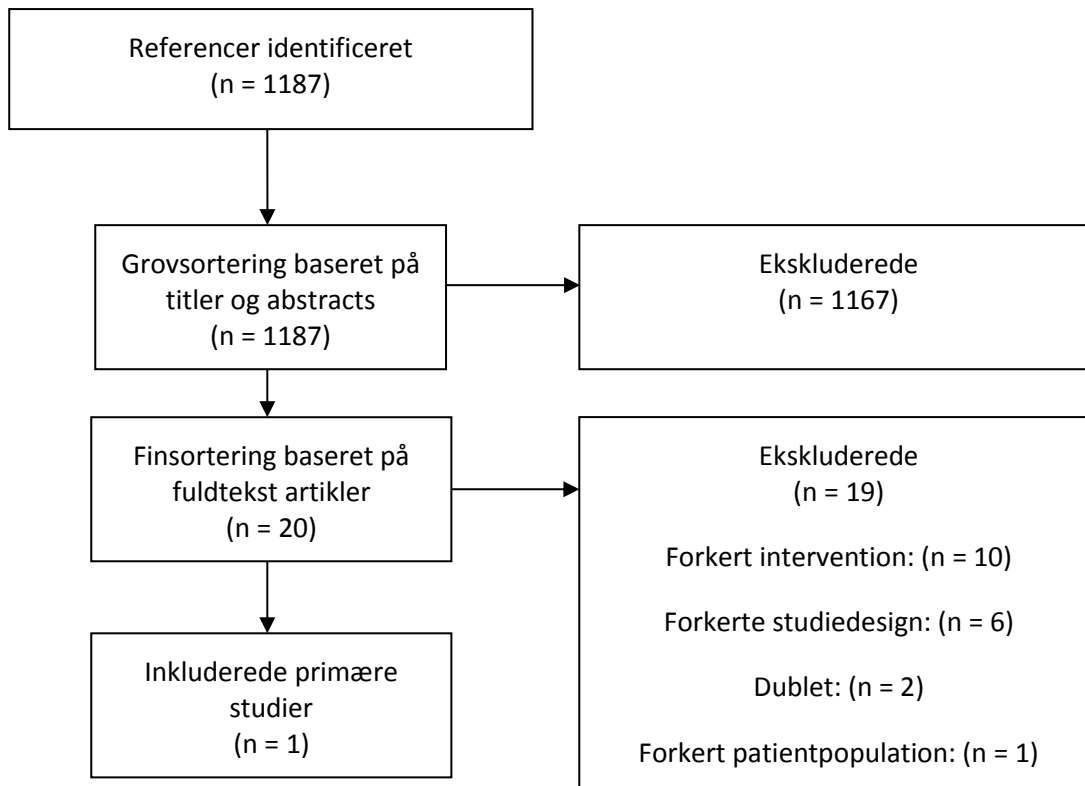 Referencer identificeret
(n = 1187)
Grovsortering baseret på
titler og abstracts
(n = 1187)
Ekskluderede
(n = 1167)
Finsortering baseret på
fuldtekst artikler
(n = 20)
Ekskluderede
(n = 19)
Forkert intervention: (n = 10)
Forkerte studiedesign: (n = 6)
Dublet: (n = 2)
Forkert patientpopulation: (n = 1)
Inkluderede primære
studier
(n = 1)